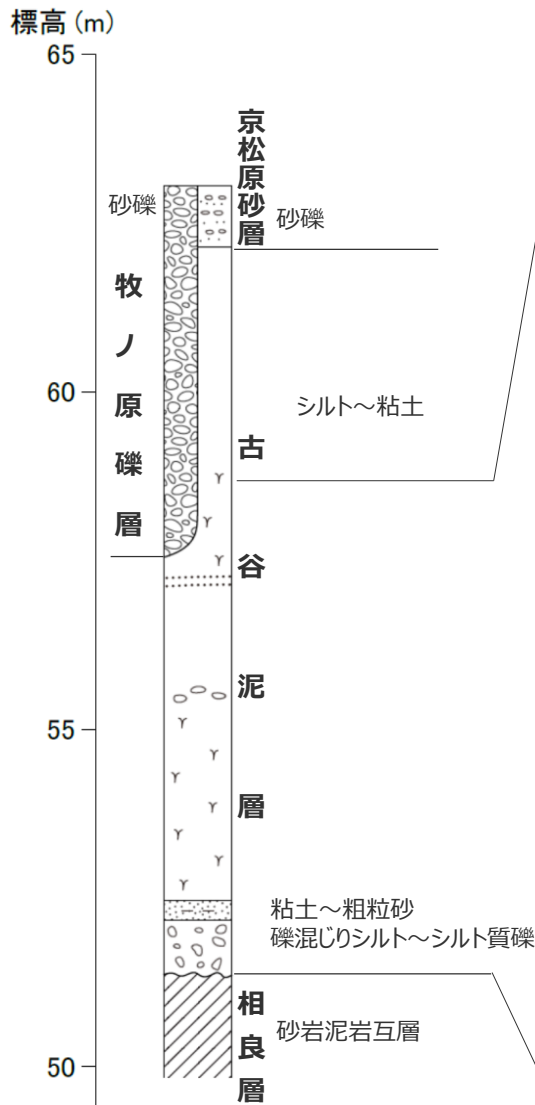 標高 (m)
65
京松原砂層
砂礫
砂礫
牧ノ原礫層
60
シルト～粘土
古谷泥層
55
粘土～粗粒砂
礫混じりシルト～シルト質礫
相良層
砂岩泥岩互層
50